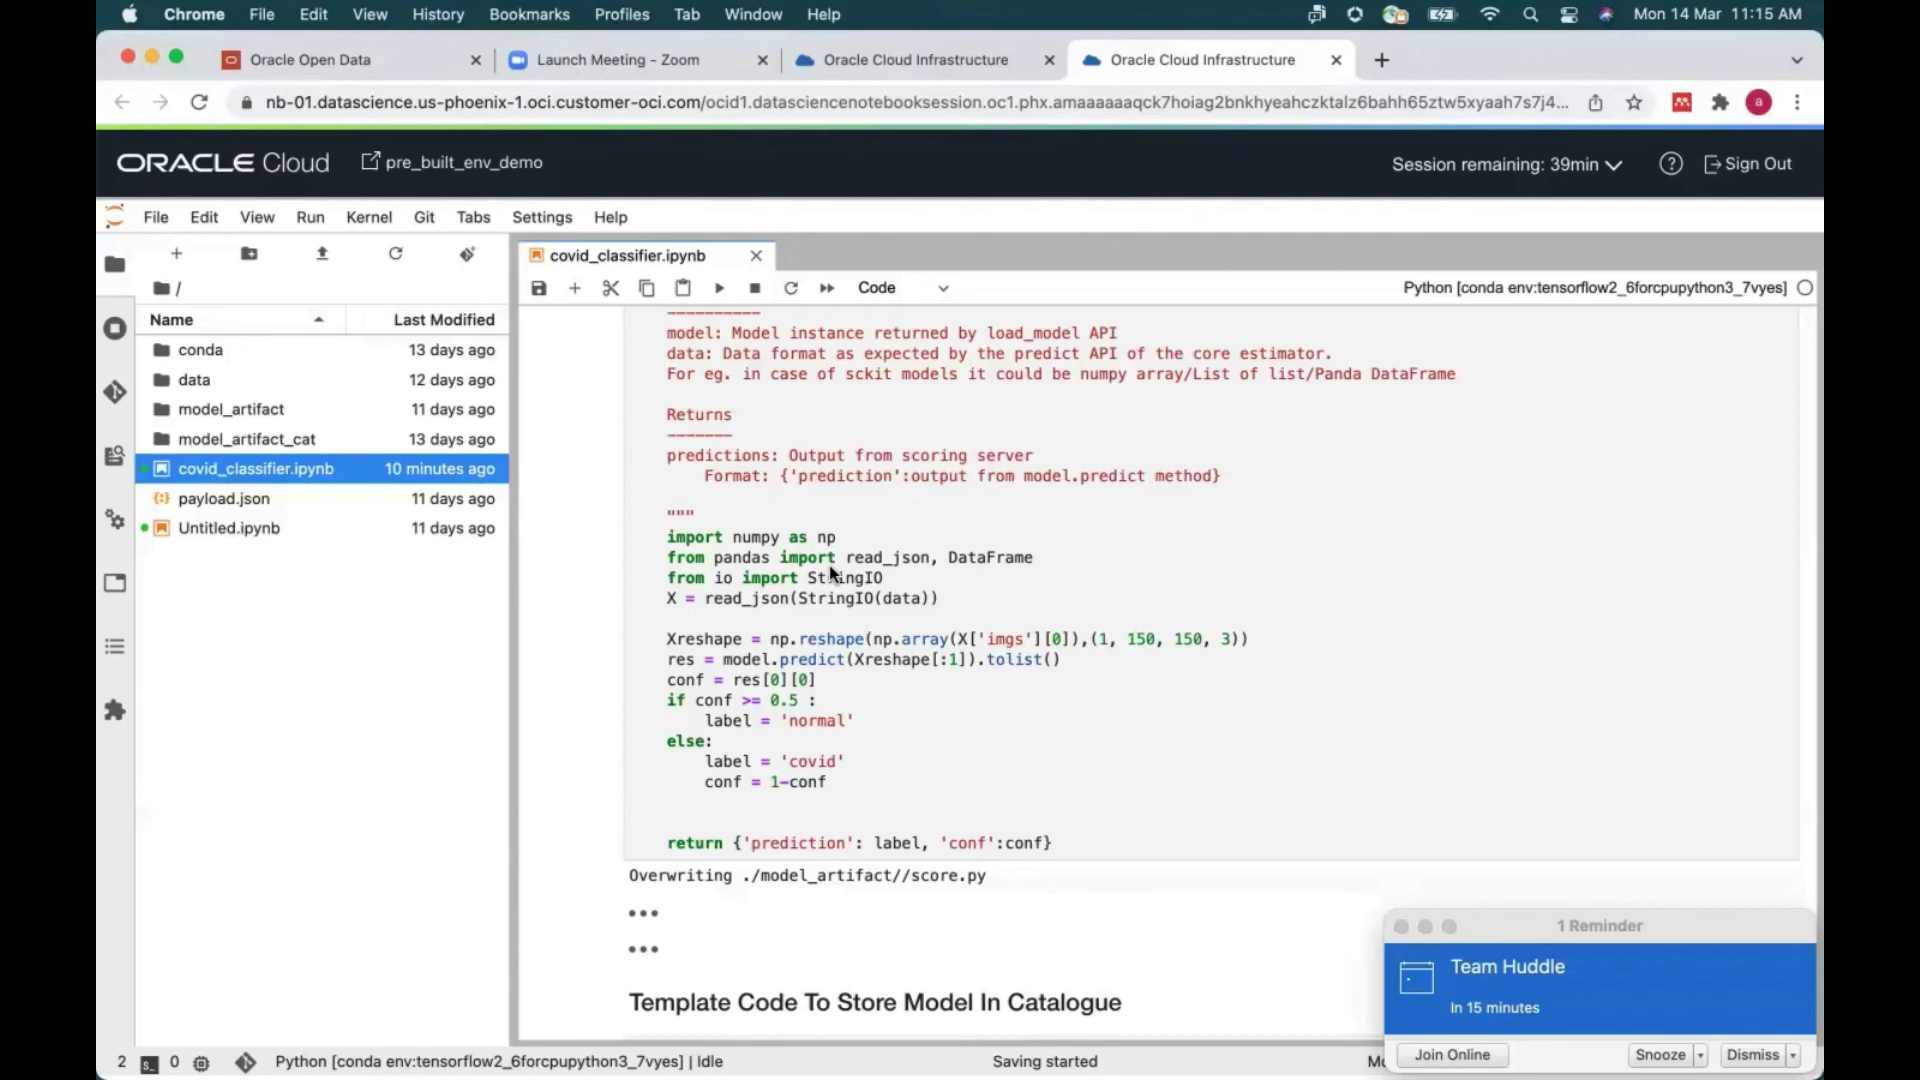 Chrome File Edit View History Bookmarks Profiles Tab Window Help Mon 14 Mar 11:15 AM
Oracle Open Data Launch Meeting - Zoom Oracle Cloud Infrastructure Oracle Cloud Infrastructure
nb-01.datascience.us-phoenix-1.oci.customer-oci.com/ocid1.datasciencenotebooksession.oc1.phx.amaaaaaaqck7hoiag2bnkhyeahczktalz6bahh65ztw5xyaah7s7j4... a
ORACLE Cloud pre_built_env_demo Session remaining: 39min ? Sign Out
File Edit View Run Kernel Git Tabs Settings Help
covid_classifier.ipynb
/ Code Python [conda env:tensorflow2_6forcpupython3_7vyes]
Name Last Modified
conda 13 days ago
data 12 days ago
model_artifact 11 days ago
model_artifact_cat 13 days ago
covid_classifier.ipynb 10 minutes ago
payload.json 11 days ago
Untitled.ipynb 11 days ago
----------
model: Model instance returned by load_model API
data: Data format as expected by the predict API of the core estimator.
For eg. in case of sckit models it could be numpy array/List of list/Panda DataFrame
Returns
-------
predictions: Output from scoring server
Format: {'prediction':output from model.predict method}
"""
import numpy as np
from pandas import read_json, DataFrame
from io import StringIO
X = read_json(StringIO(data))
Xreshape = np.reshape(np.array(X['imgs'][0]),(1, 150, 150, 3))
res = model.predict(Xreshape[:1]).tolist()
conf = res[0][0]
if conf >= 0.5 :
label = 'normal'
else:
label = 'covid'
conf = 1-conf
return {'prediction': label, 'conf':conf}
Overwriting ./model_artifact//score.py
Template Code To Store Model In Catalogue
1 Reminder
Team Huddle
In 15 minutes
Join Online Snooze Dismiss
2 0 Python [conda env:tensorflow2_6forcpupython3_7vyes] | Idle Saving started